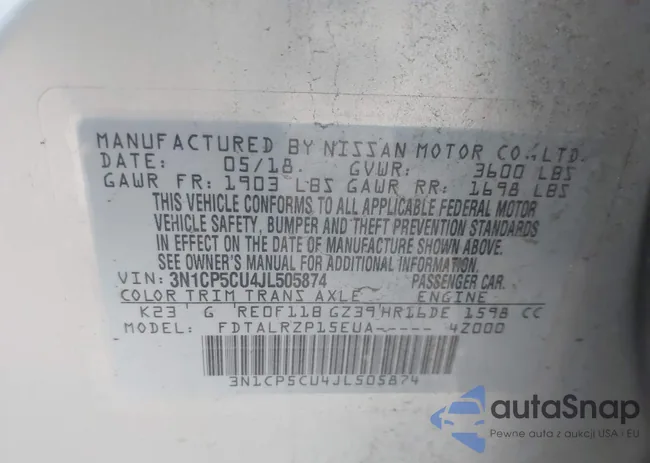 MANUFACTURED BY NISSAN MOTOR CO., LTD.
DATE: 05/18. GVWR: 3600 LBS
GAWR FR: 1903 LBS GAWR RR: 1698 LBS
THIS VEHICLE CONFORMS TO ALL APPLICABLE FEDERAL MOTOR
VEHICLE SAFETY, BUMPER AND THEFT PREVENTION STANDARDS
IN EFFECT ON THE DATE OF MANUFACTURE SHOWN ABOVE.
SEE OWNER'S MANUAL FOR ADDITIONAL INFORMATION.
VIN: 3N1CP5CU4JL505874 PASSENGER CAR.
COLOR TRIM TRANS AXLE ENGINE
K23 G RE0F11B GZ39 HR16DE 1598 CC
MODEL: FDTALRZP15EUA----- 4Z000
3N1CP5CU4JL505874
autoSnap
Pewne auta z aukcji USA i EU